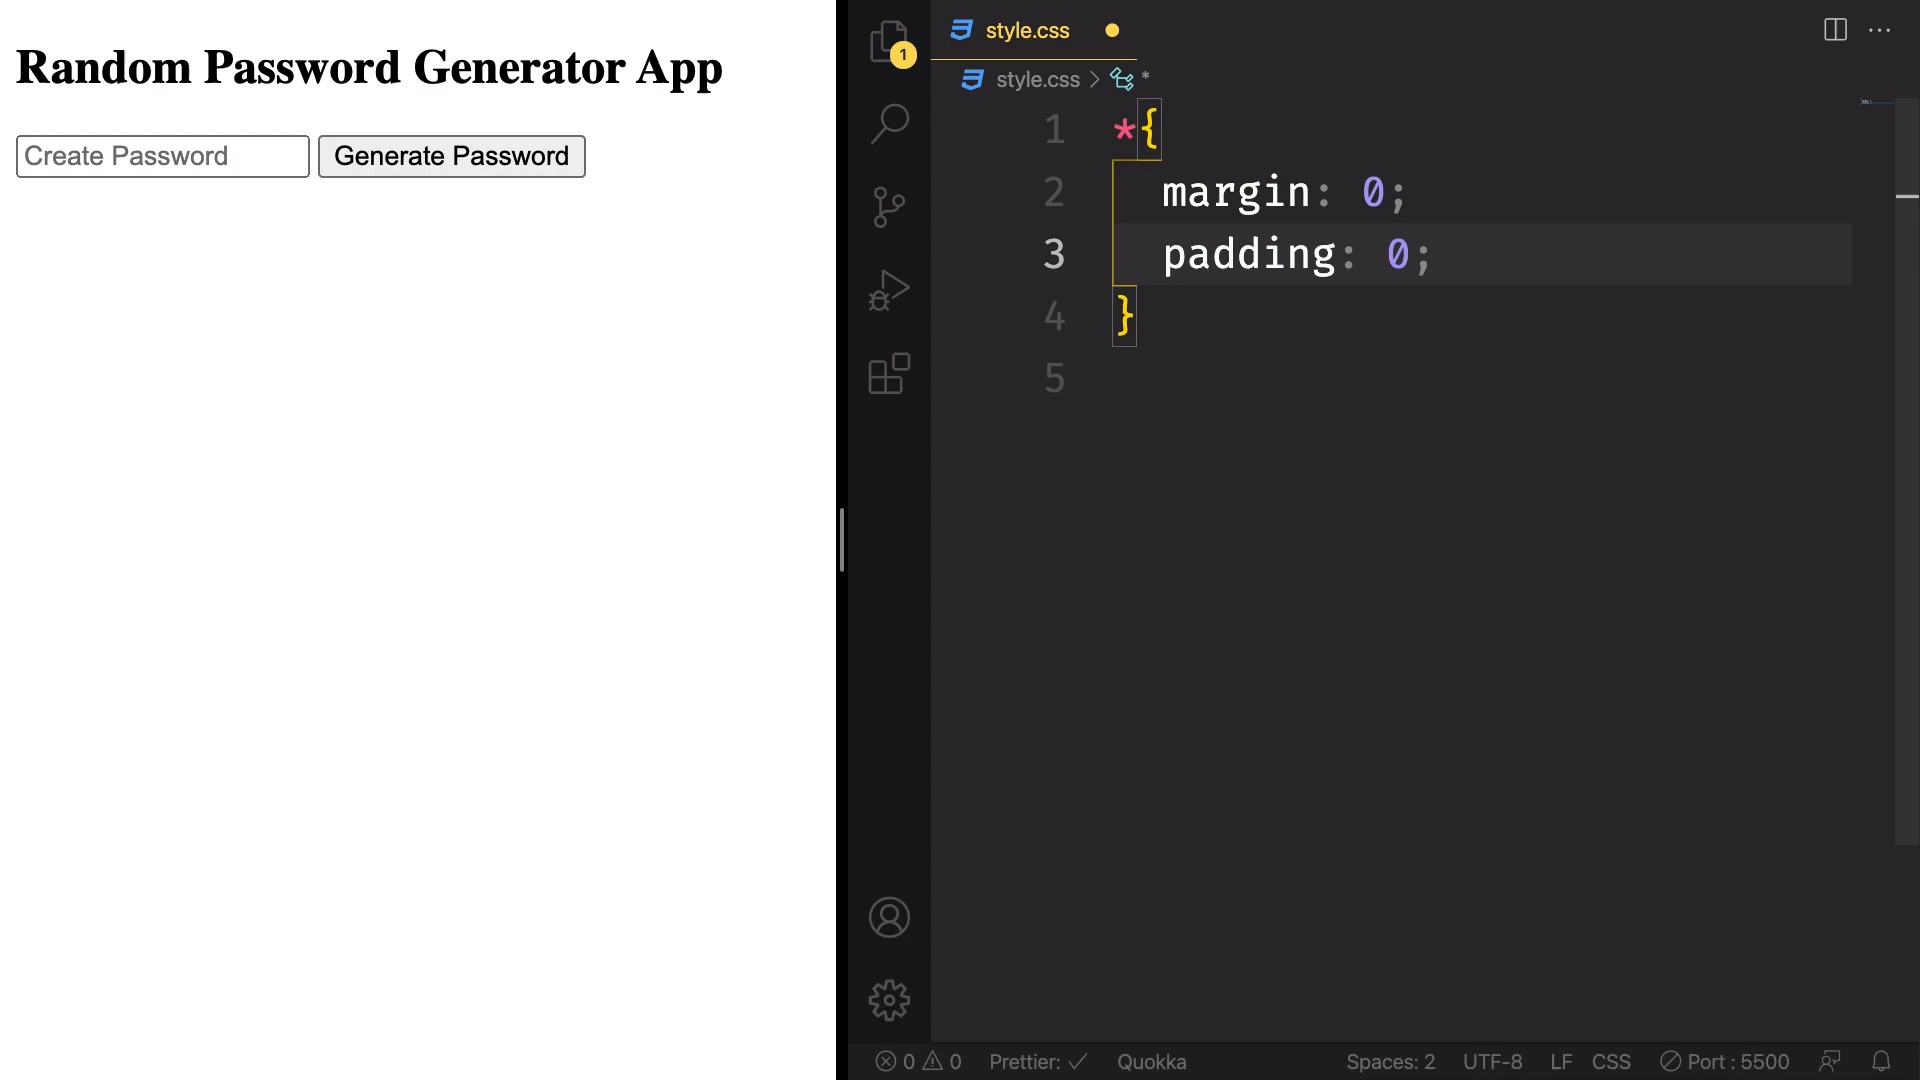 Random Password Generator App
Create Password
Generate Password
1
style.css
style.css > *
1 *{
2 margin: 0;
3 padding: 0;
4 }
5
0 0 Prettier: ✓ Quokka Spaces: 2 UTF-8 LF CSS Port : 5500